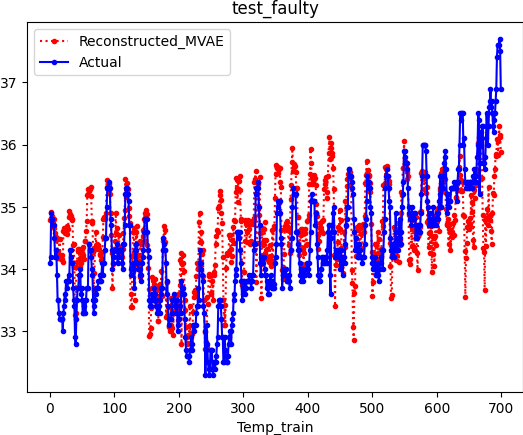 test_faulty
Reconstructed_MVAE
Actual
37
36
35
34
33
0 100 200 300 400 500 600 700
Temp_train